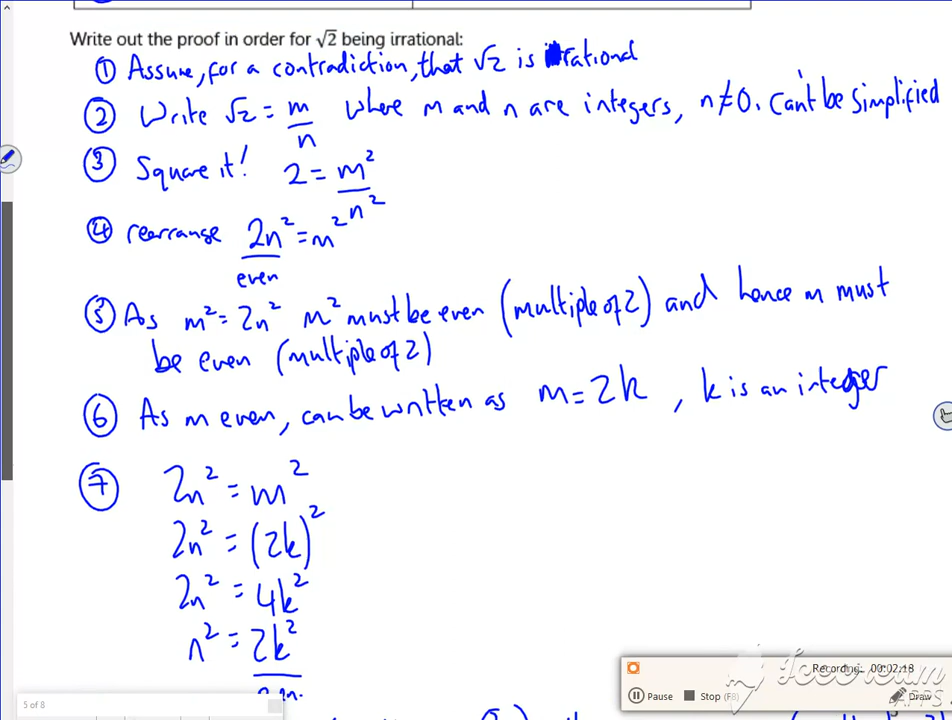 Write out the proof in order for √2 being irrational:
① Assume, for a contradiction, that √2 is rational
② Write √2 = m/n where m and n are integers, n≠0. can't be simplified
③ Square it! 2 = m²/n²
④ rearrange 2n² = m²
even
⑤ As m² = 2n² m² must be even (multiple of 2) and hence m must
be even (multiple of 2)
⑥ As m even, can be written as m = 2k, k is an integer
⑦ 2n² = m²
2n² = (2k)²
2n² = 4k²
n² = 2k²
Recording: 00:02:18
Pause Stop (F8) Draw
Icecream
APPS
5 of 8